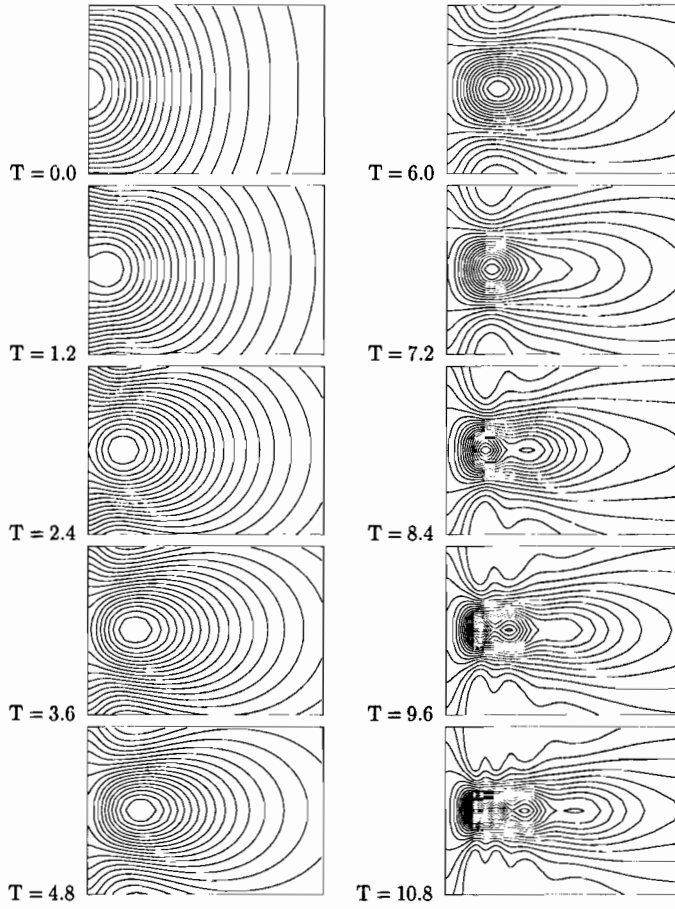 T = 0.0
T = 1.2
T = 2.4
T = 3.6
T = 4.8
T = 6.0
T = 7.2
T = 8.4
T = 9.6
T = 10.8